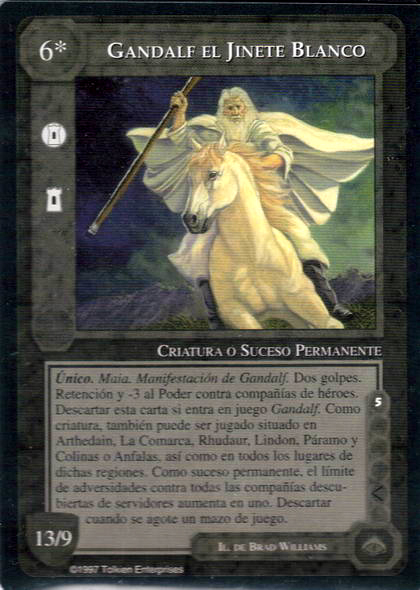 6*
GANDALF EL JINETE BLANCO
CRIATURA O SUCESO PERMANENTE
Único. Maia. Manifestación de Gandalf. Dos golpes.
Retención y -3 al Poder contra compañías de héroes.
Descartar esta carta si entra en juego Gandalf. Como
criatura, también puede ser jugado situado en
Arthedain, La Comarca, Rhudaur, Lindon, Páramo y
Colinas o Anfalas, así como en todos los lugares de
dichas regiones. Como suceso permanente, el límite
de adversidades contra todas las compañías descu-
biertas de servidores aumenta en uno. Descartar
cuando se agote un mazo de juego.
5
13/9
IL. DE BRAD WILLIAMS
©1997 Tolkien Enterprises